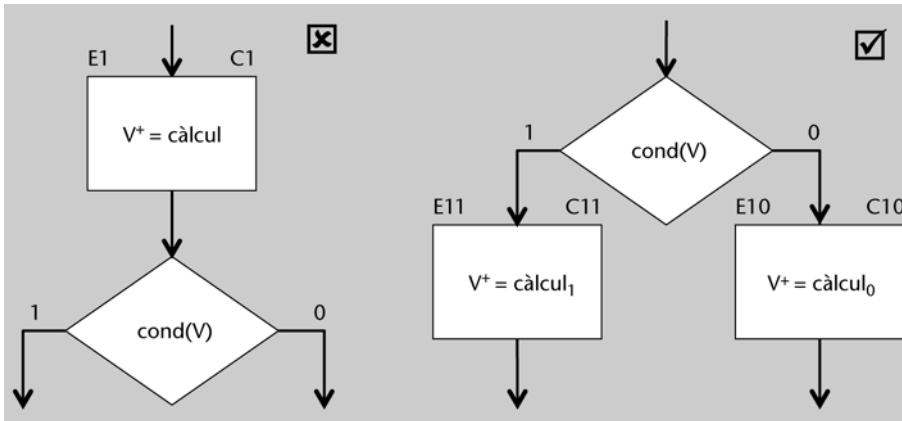 E1
C1
V⁺ = càlcul
cond(V)
1
0
cond(V)
1
0
E11
C11
V⁺ = càlcul₁
E10
C10
V⁺ = càlcul₀